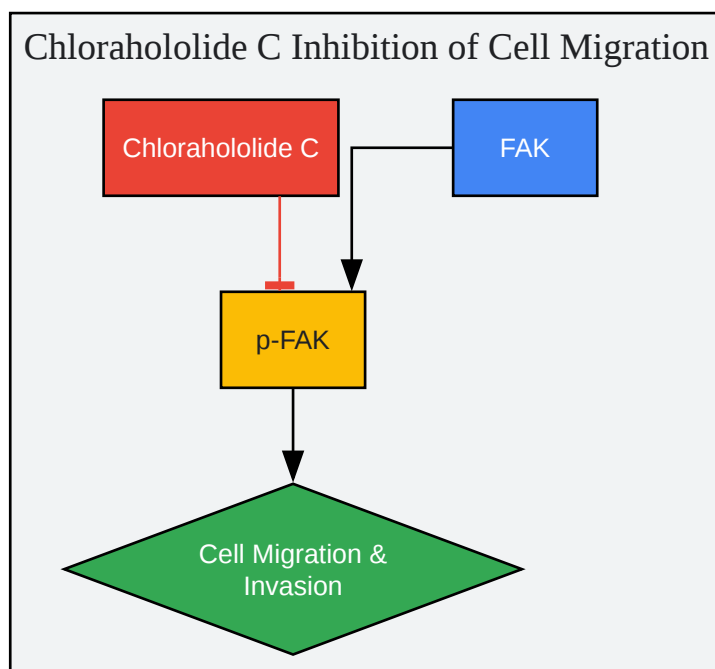 Chlorahololide C Inhibition of Cell Migration
Chlorahololide C
FAK
p-FAK
Cell Migration &
Invasion